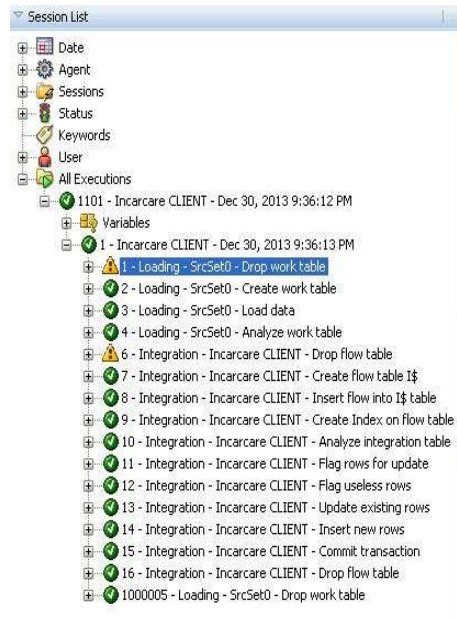 Session List
Date
Agent
Sessions
Status
Keywords
User
All Executions
1101 - Incarcare CLIENT - Dec 30, 2013 9:36:12 PM
Variables
1 - Incarcare CLIENT - Dec 30, 2013 9:36:13 PM
1 - Loading - SrcSet0 - Drop work table
2 - Loading - SrcSet0 - Create work table
3 - Loading - SrcSet0 - Load data
4 - Loading - SrcSet0 - Analyze work table
6 - Integration - Incarcare CLIENT - Drop flow table
7 - Integration - Incarcare CLIENT - Create flow table I$
8 - Integration - Incarcare CLIENT - Insert flow into I$ table
9 - Integration - Incarcare CLIENT - Create Index on flow table
10 - Integration - Incarcare CLIENT - Analyze integration table
11 - Integration - Incarcare CLIENT - Flag rows for update
12 - Integration - Incarcare CLIENT - Flag useless rows
13 - Integration - Incarcare CLIENT - Update existing rows
14 - Integration - Incarcare CLIENT - Insert new rows
15 - Integration - Incarcare CLIENT - Commit transaction
16 - Integration - Incarcare CLIENT - Drop flow table
1000005 - Loading - SrcSet0 - Drop work table